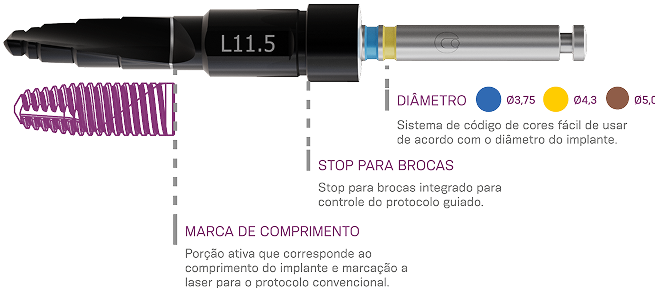 L11.5
DIÂMETRO Ø3,75 Ø4,3 Ø5,0
Sistema de código de cores fácil de usar
de acordo com o diâmetro do implante.
STOP PARA BROCAS
Stop para brocas integrado para
controle do protocolo guiado.
MARCA DE COMPRIMENTO
Porção ativa que corresponde ao
comprimento do implante e marcação a
laser para o protocolo convencional.